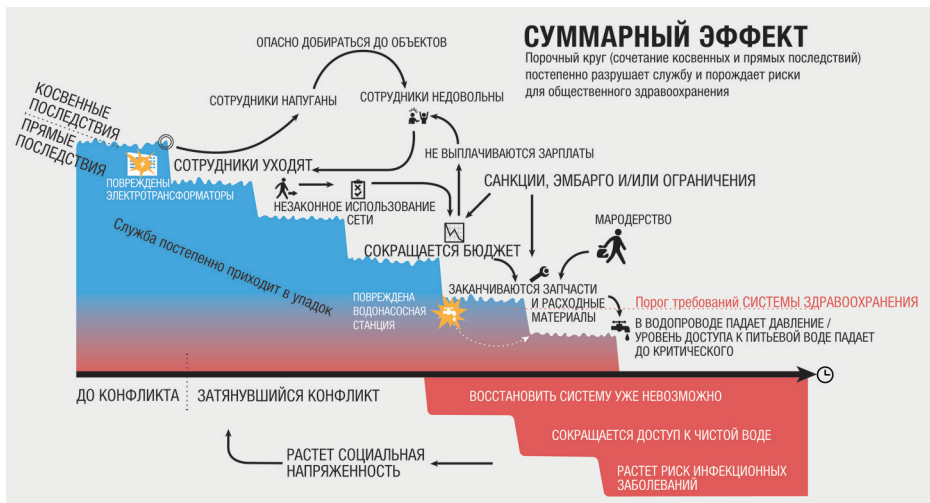 СУММАРНЫЙ ЭФФЕКТ
Порочный круг (сочетание косвенных и прямых последствий)
постепенно разрушает службу и порождает риски
для общественного здравоохранения
ОПАСНО ДОБИРАТЬСЯ ДО ОБЪЕКТОВ
СОТРУДНИКИ НАПУГАНЫ
СОТРУДНИКИ НЕДОВОЛЬНЫ
КОСВЕННЫЕ
ПОСЛЕДСТВИЯ
ПРЯМЫЕ
ПОСЛЕДСТВИЯ
СОТРУДНИКИ УХОДЯТ
НЕ ВЫПЛАЧИВАЮТСЯ ЗАРПЛАТЫ
ПОВРЕЖДЕНЫ
ЭЛЕКТРОТРАНСФОРМАТОРЫ
САНКЦИИ, ЭМБАРГО И/ИЛИ ОГРАНИЧЕНИЯ
НЕЗАКОННОЕ ИСПОЛЬЗОВАНИЕ
СЕТИ
МАРОДЕРСТВО
Служба постепенно приходит в упадок
СОКРАЩАЕТСЯ БЮДЖЕТ
ПОВРЕЖДЕНА
ВОДОНАСОСНАЯ
СТАНЦИЯ
ЗАКАНЧИВАЮТСЯ ЗАПЧАСТИ
И РАСХОДНЫЕ
МАТЕРИАЛЫ
Порог требований СИСТЕМЫ ЗДРАВООХРАНЕНИЯ
В ВОДОПРОВОДЕ ПАДАЕТ ДАВЛЕНИЕ /
УРОВЕНЬ ДОСТУПА К ПИТЬЕВОЙ ВОДЕ ПАДАЕТ
ДО КРИТИЧЕСКОГО
ДО КОНФЛИКТА
ЗАТЯНУВШИЙСЯ КОНФЛИКТ
ВОССТАНОВИТЬ СИСТЕМУ УЖЕ НЕВОЗМОЖНО
СОКРАЩАЕТСЯ ДОСТУП К ЧИСТОЙ ВОДЕ
РАСТЕТ СОЦИАЛЬНАЯ
НАПРЯЖЕННОСТЬ
РАСТЕТ РИСК ИНФЕКЦИОННЫХ
ЗАБОЛЕВАНИЙ